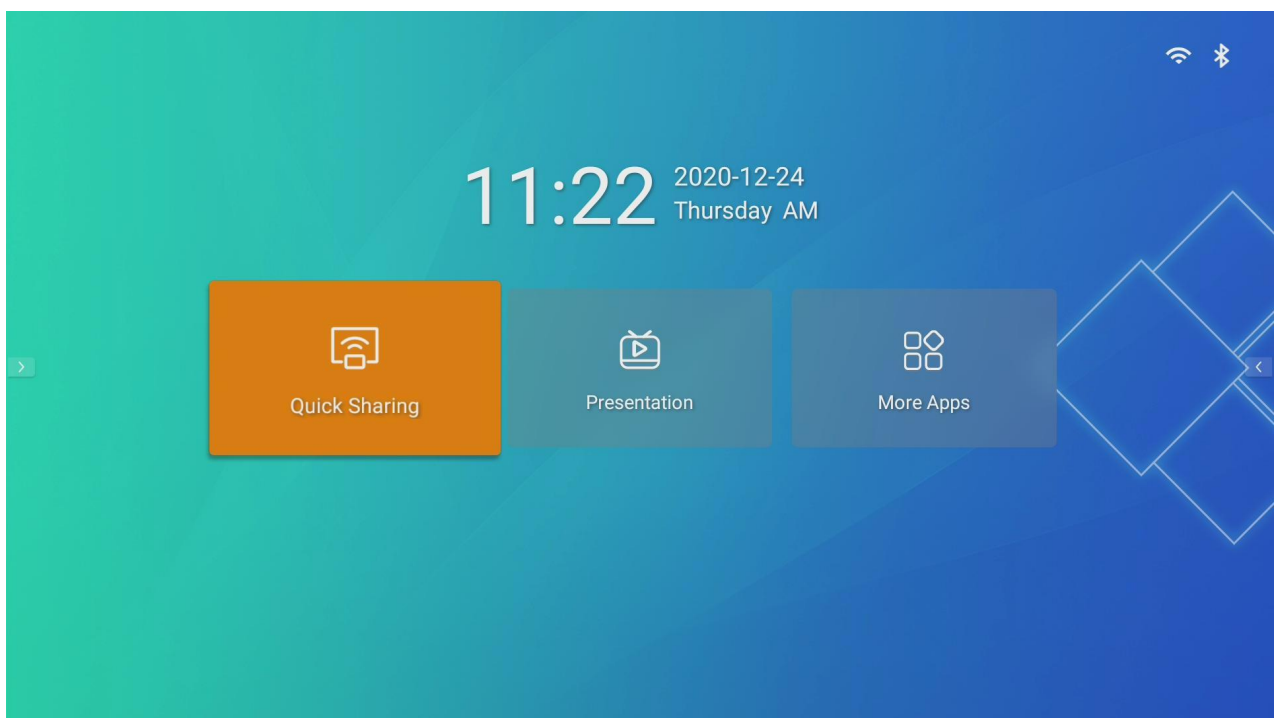 11:22
2020-12-24
Thursday AM
Quick Sharing
Presentation
More Apps